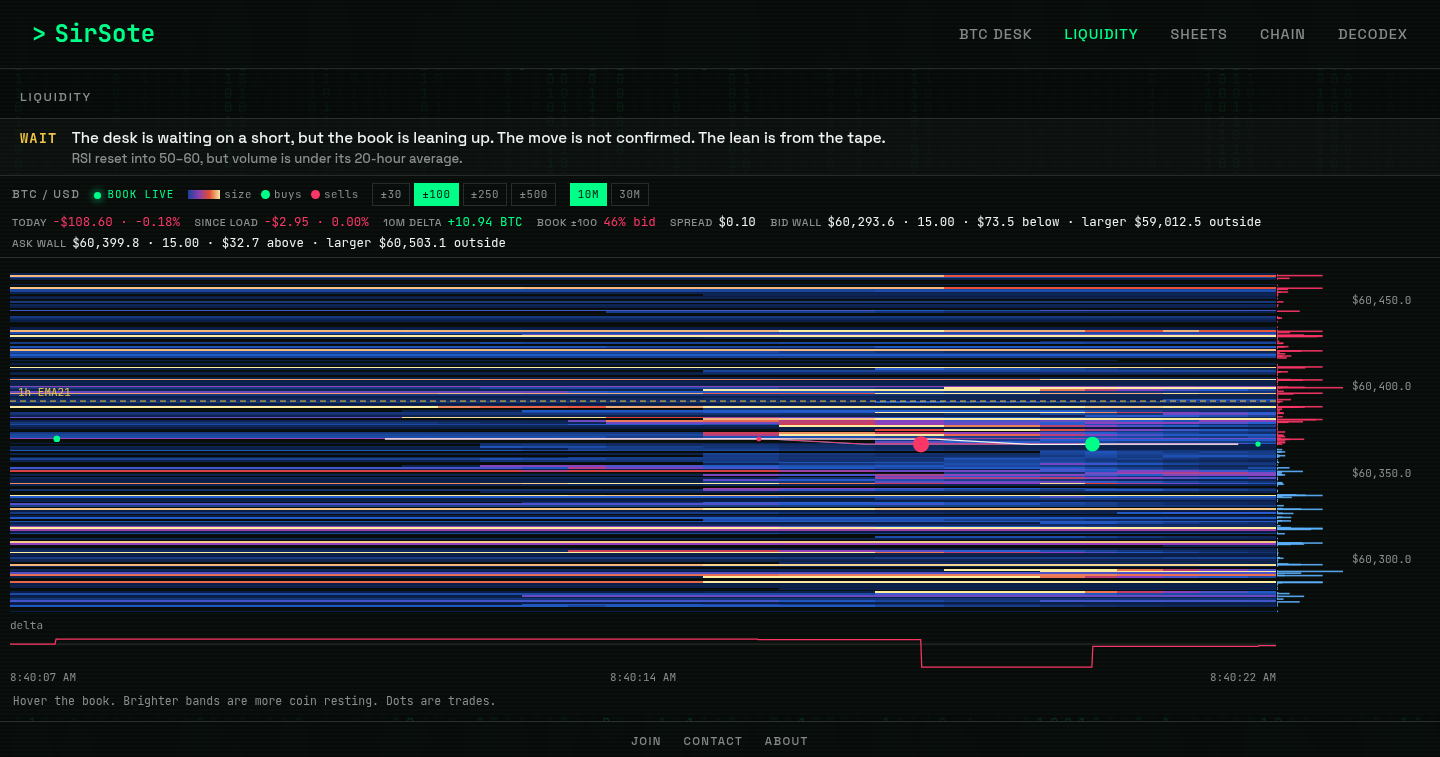 > SirSote
BTC DESK LIQUIDITY SHEETS CHAIN DECODEX
LIQUIDITY
WAIT The desk is waiting on a short, but the book is leaning up. The move is not confirmed. The lean is from the tape.
RSI reset into 50–60, but volume is under its 20-hour average.
BTC / USD BOOK LIVE size buys sells ±30 ±100 ±250 ±500 10M 30M
TODAY -$108.60 · -0.18% SINCE LOAD -$2.95 · 0.00% 10M DELTA +10.94 BTC BOOK ±100 46% bid SPREAD $0.10 BID WALL $60,293.6 · 15.00 · $73.5 below · larger $59,012.5 outside
ASK WALL $60,399.8 · 15.00 · $32.7 above · larger $60,503.1 outside
$60,450.0
1h EMA21
$60,400.0
$60,350.0
$60,300.0
delta
8:40:07 AM 8:40:14 AM 8:40:22 AM
Hover the book. Brighter bands are more coin resting. Dots are trades.
JOIN CONTACT ABOUT